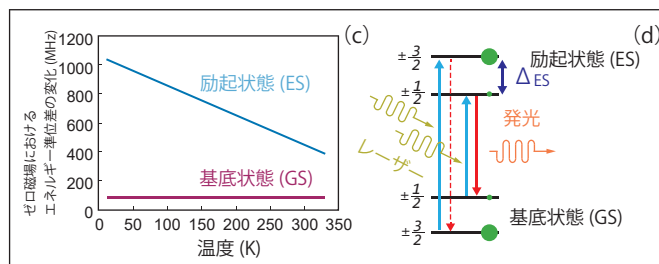 (c)
ゼロ磁場における
エネルギー準位差の変化 (MHz)
1200
1000
800
600
400
200
0
励起状態 (ES)
基底状態 (GS)
0
50
100
150
200
250
300
350
温度 (K)
(d)
±3/2
励起状態 (ES)
Δ ES
±1/2
発光
レーザー
±1/2
基底状態 (GS)
±3/2